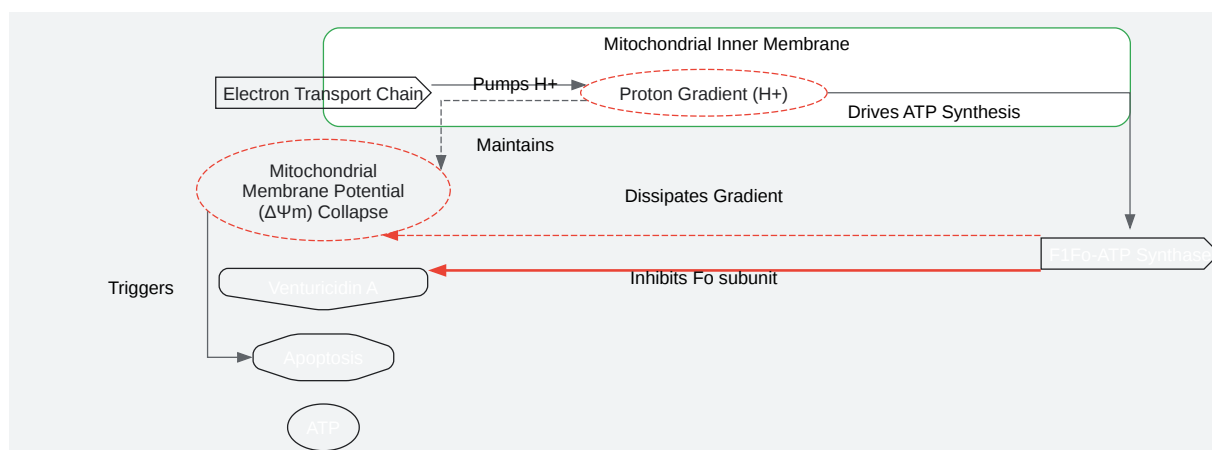 Mitochondrial Inner Membrane
Electron Transport Chain
Pumps H+
Proton Gradient (H+)
Drives ATP Synthesis
Maintains
Mitochondrial
Membrane Potential
(ΔΨm) Collapse
Dissipates Gradient
F1Fo-ATP Synthase
Triggers
Venturicidin A
Inhibits Fo subunit
Apoptosis
ATP